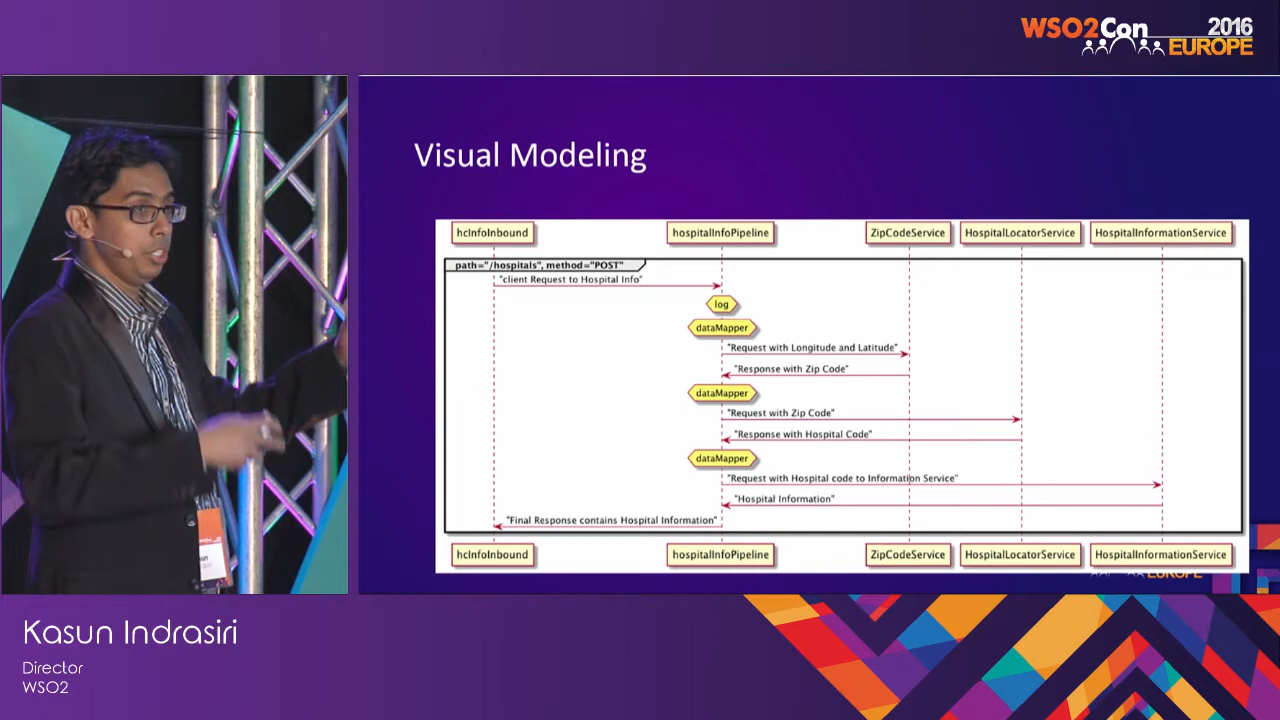 WSO2Con 2016
EUROPE
Visual Modeling
hcInfoInbound
hospitalInfoPipeline
ZipCodeService
HospitalLocatorService
HospitalInformationService
path="/hospitals", method="POST"
"client Request to Hospital Info"
log
dataMapper
"Request with Longitude and Latitude"
"Response with Zip Code"
dataMapper
"Request with Zip Code"
"Response with Hospital Code"
dataMapper
"Request with Hospital code to Information Service"
"Hospital Information"
"Final Response contains Hospital Information"
hcInfoInbound
hospitalInfoPipeline
ZipCodeService
HospitalLocatorService
HospitalInformationService
EUROPE
Kasun Indrasiri
Director
WSO2